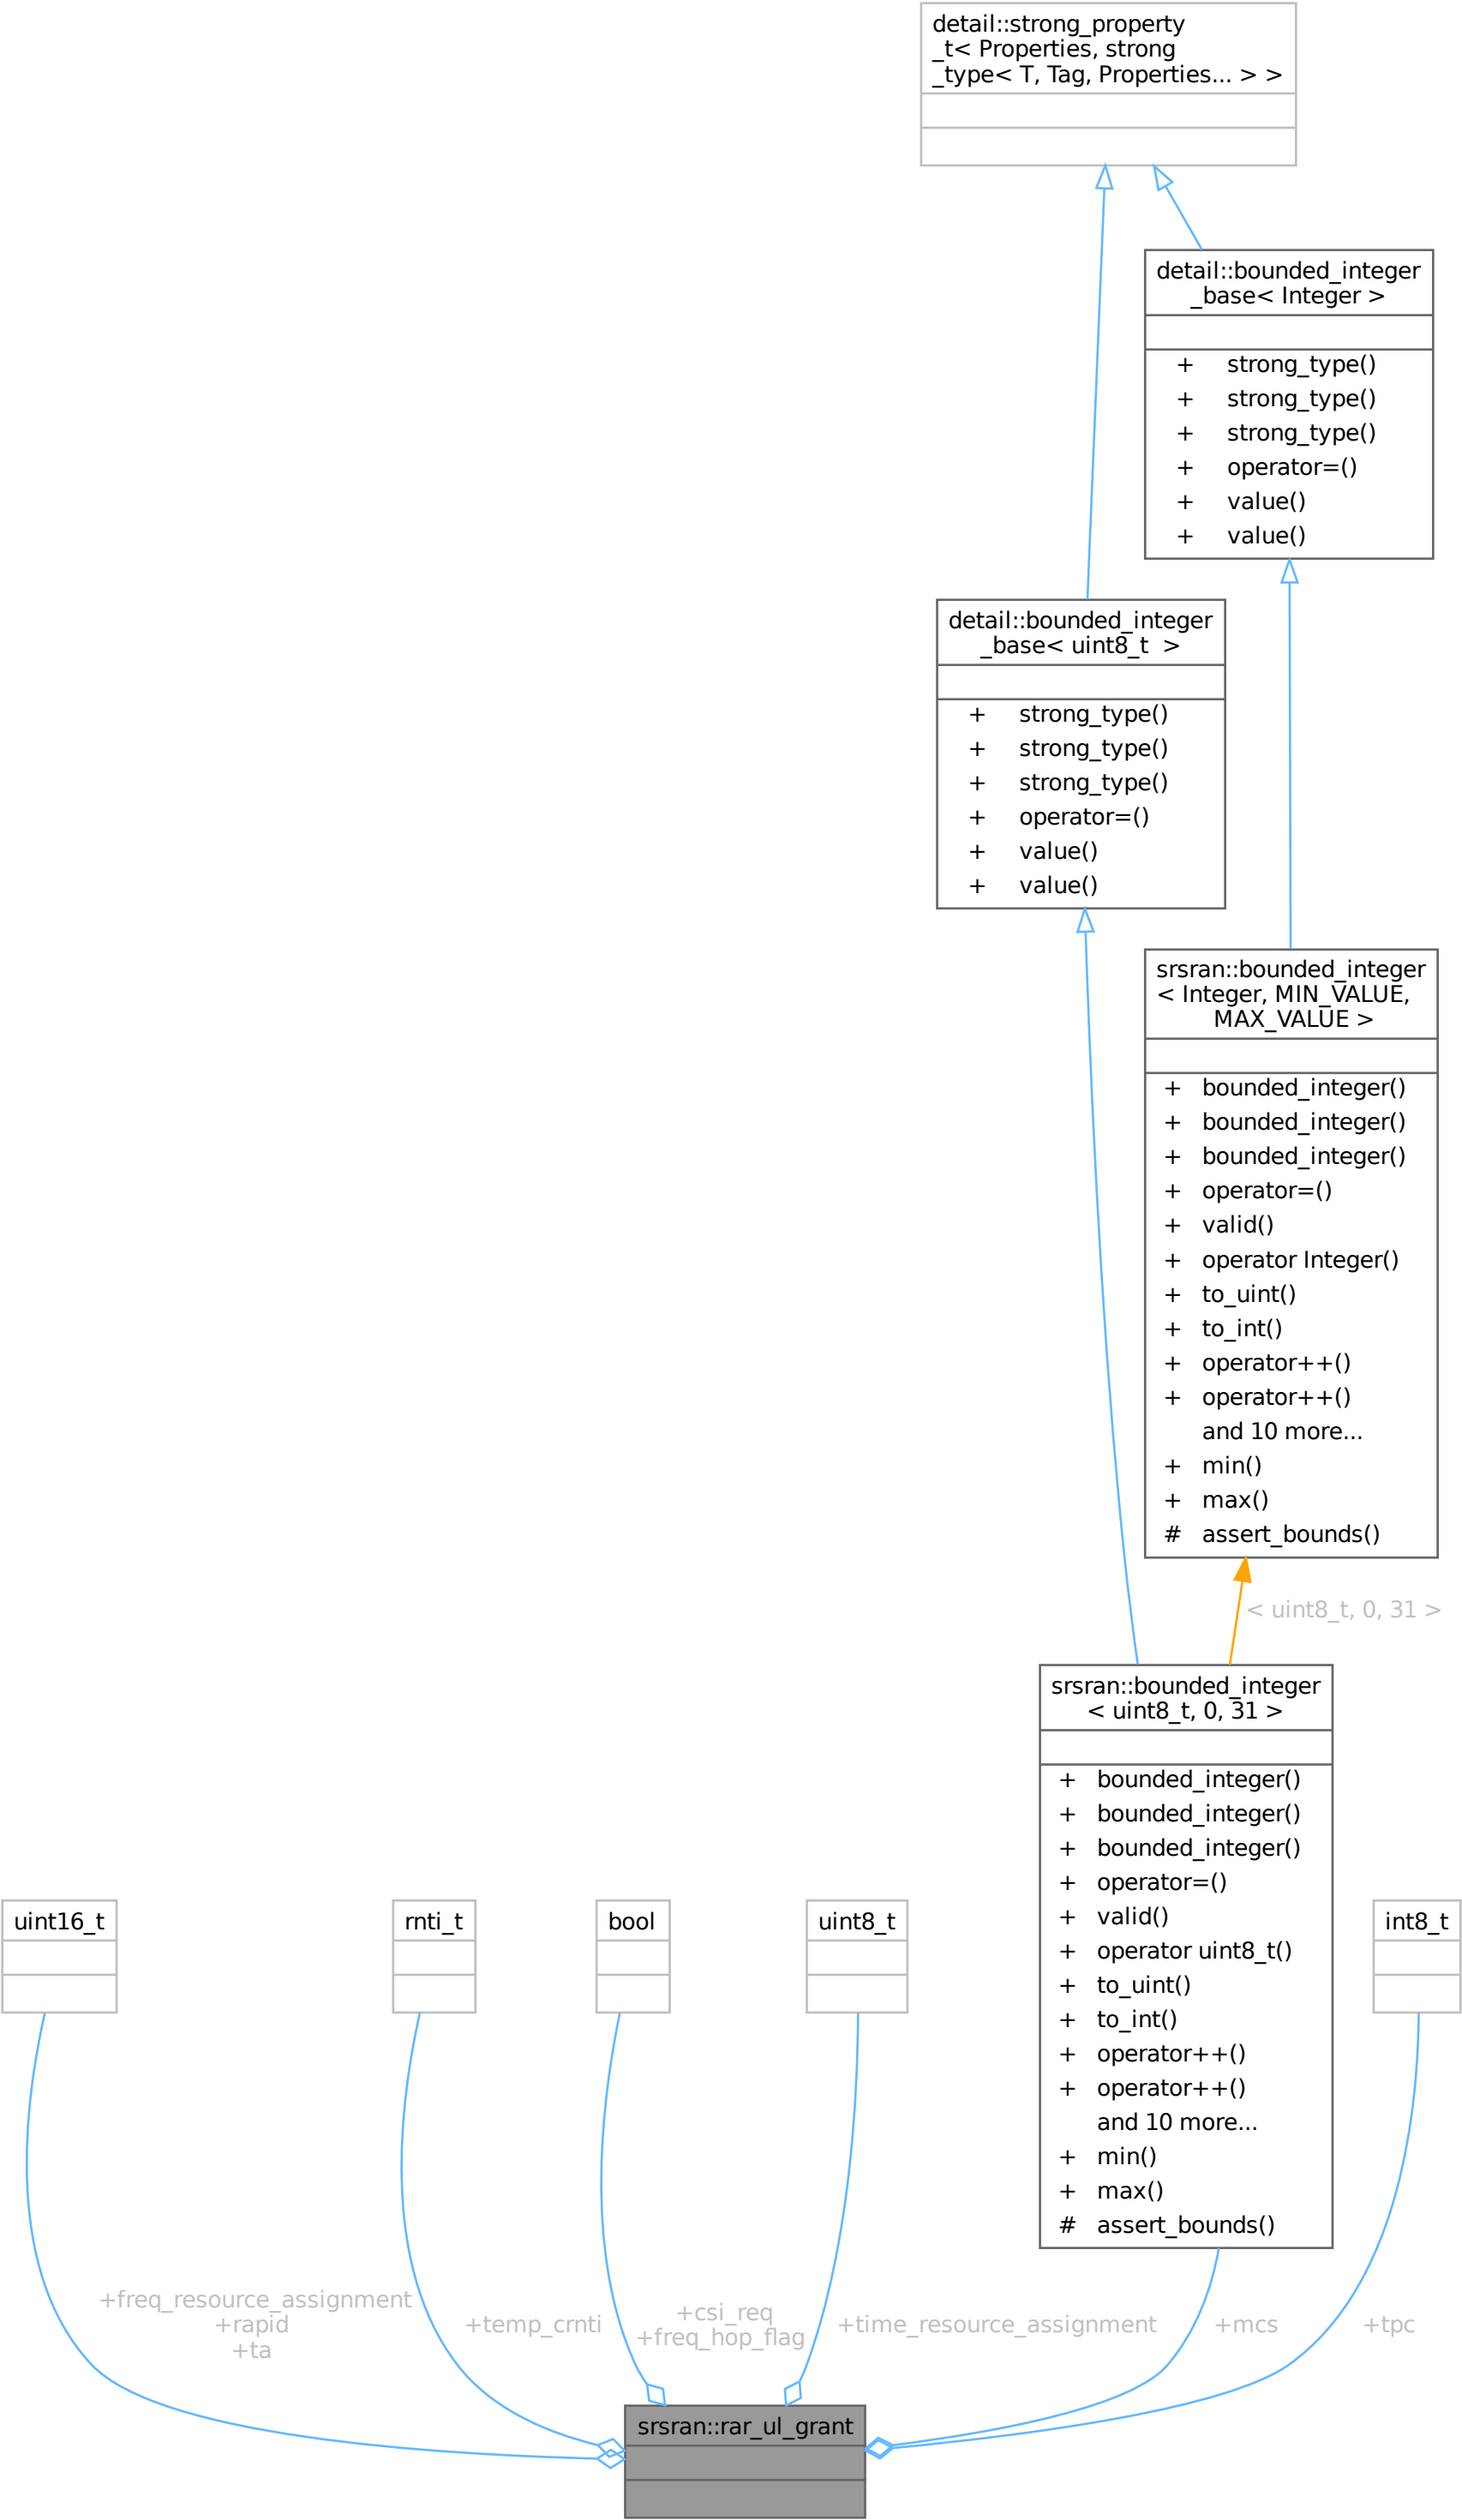 detail::strong_property
_t< Properties, strong
_type< T, Tag, Properties... > >
detail::bounded_integer
_base< Integer >
+ strong_type()
+ strong_type()
+ strong_type()
+ operator=()
+ value()
+ value()
detail::bounded_integer
_base< uint8_t  >
+ strong_type()
+ strong_type()
+ strong_type()
+ operator=()
+ value()
+ value()
srsran::bounded_integer
< Integer, MIN_VALUE,
MAX_VALUE >
+ bounded_integer()
+ bounded_integer()
+ bounded_integer()
+ operator=()
+ valid()
+ operator Integer()
+ to_uint()
+ to_int()
+ operator++()
+ operator++()
and 10 more...
+ min()
+ max()
# assert_bounds()
< uint8_t, 0, 31 >
srsran::bounded_integer
< uint8_t, 0, 31 >
+ bounded_integer()
+ bounded_integer()
+ bounded_integer()
+ operator=()
+ valid()
+ operator uint8_t()
+ to_uint()
+ to_int()
+ operator++()
+ operator++()
and 10 more...
+ min()
+ max()
# assert_bounds()
uint16_t
rnti_t
bool
uint8_t
int8_t
+freq_resource_assignment
+rapid
+ta
+temp_crnti
+csi_req
+freq_hop_flag
+time_resource_assignment
+mcs
+tpc
srsran::rar_ul_grant